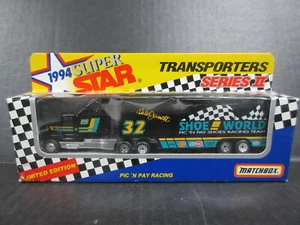 1994 SUPER
STAR
TRANSPORTERS
SERIES II
32
SHOE WORLD
PIC 'N PAY SHOES RACING TEAM
LIMITED EDITION
PIC 'N PAY RACING
MATCHBOX